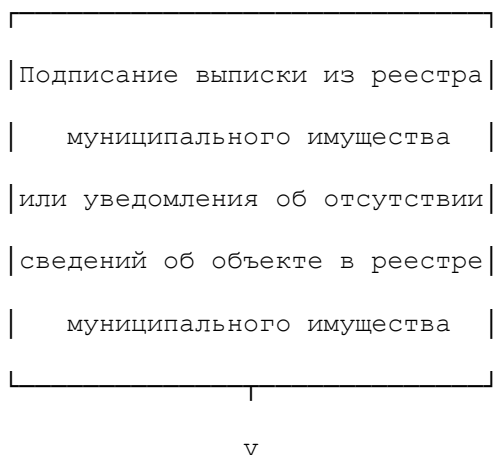 Подписание выписки из реестра
муниципального имущества
или уведомления об отсутствии
сведений об объекте в реестре
муниципального имущества
v